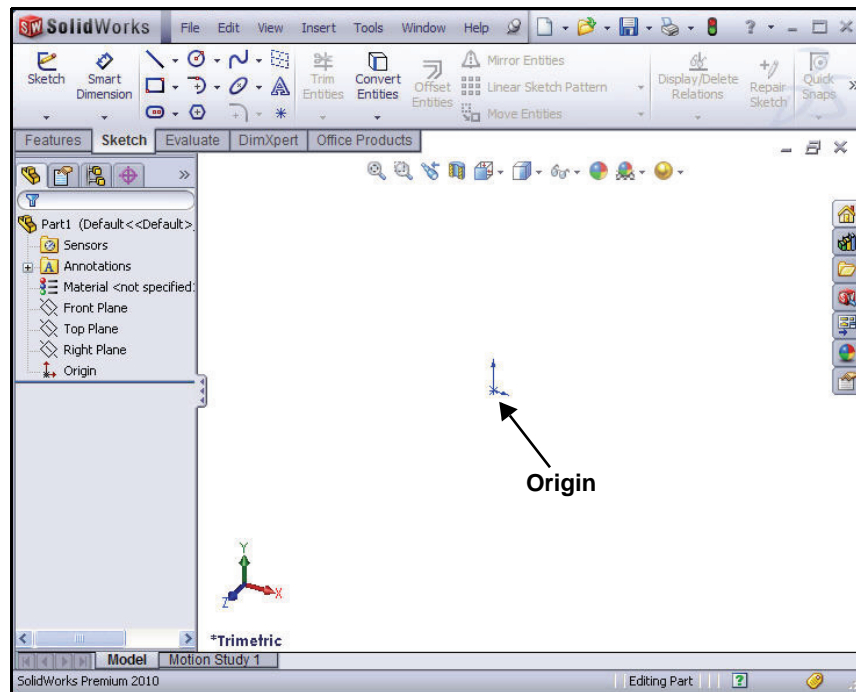 SolidWorks File Edit View Insert Tools Window Help ?
Sketch Smart Dimension Trim Entities Convert Entities Offset Entities Mirror Entities Linear Sketch Pattern Move Entities Display/Delete Relations Repair Sketch Quick Snaps
Features Sketch Evaluate DimXpert Office Products
Part1 (Default<<Default>
Sensors
Annotations
Material <not specified>
Front Plane
Top Plane
Right Plane
Origin
Origin
Y
X
Z
*Trimetric
Model Motion Study 1
SolidWorks Premium 2010 Editing Part ?